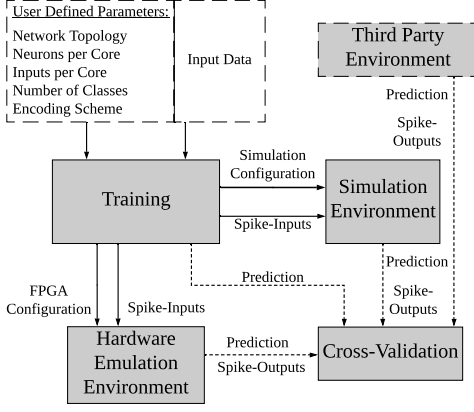 User Defined Parameters:
Network Topology
Neurons per Core
Inputs per Core
Number of Classes
Encoding Scheme
Input Data
Third Party
Environment
Prediction
Spike-
Outputs
Training
Simulation
Configuration
Spike-Inputs
Simulation
Environment
Prediction
Spike-
Outputs
Prediction
FPGA
Configuration
Spike-Inputs
Hardware
Emulation
Environment
Prediction
Spike-Outputs
Cross-Validation